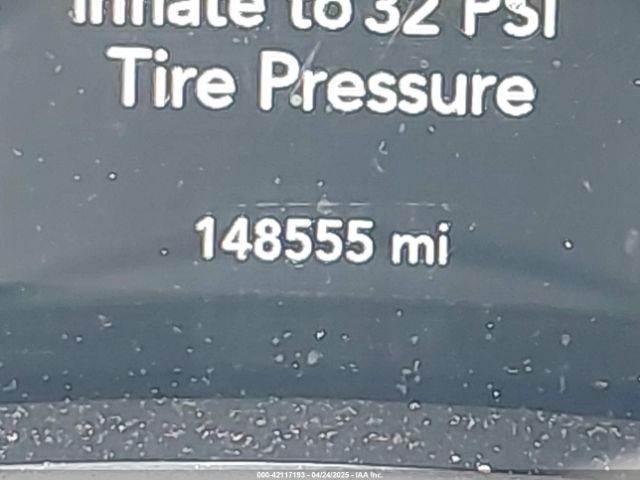 Inflate to 32 PSI
Tire Pressure
148555 mi
000-42117193 - 04/24/2025 - IAA Inc.